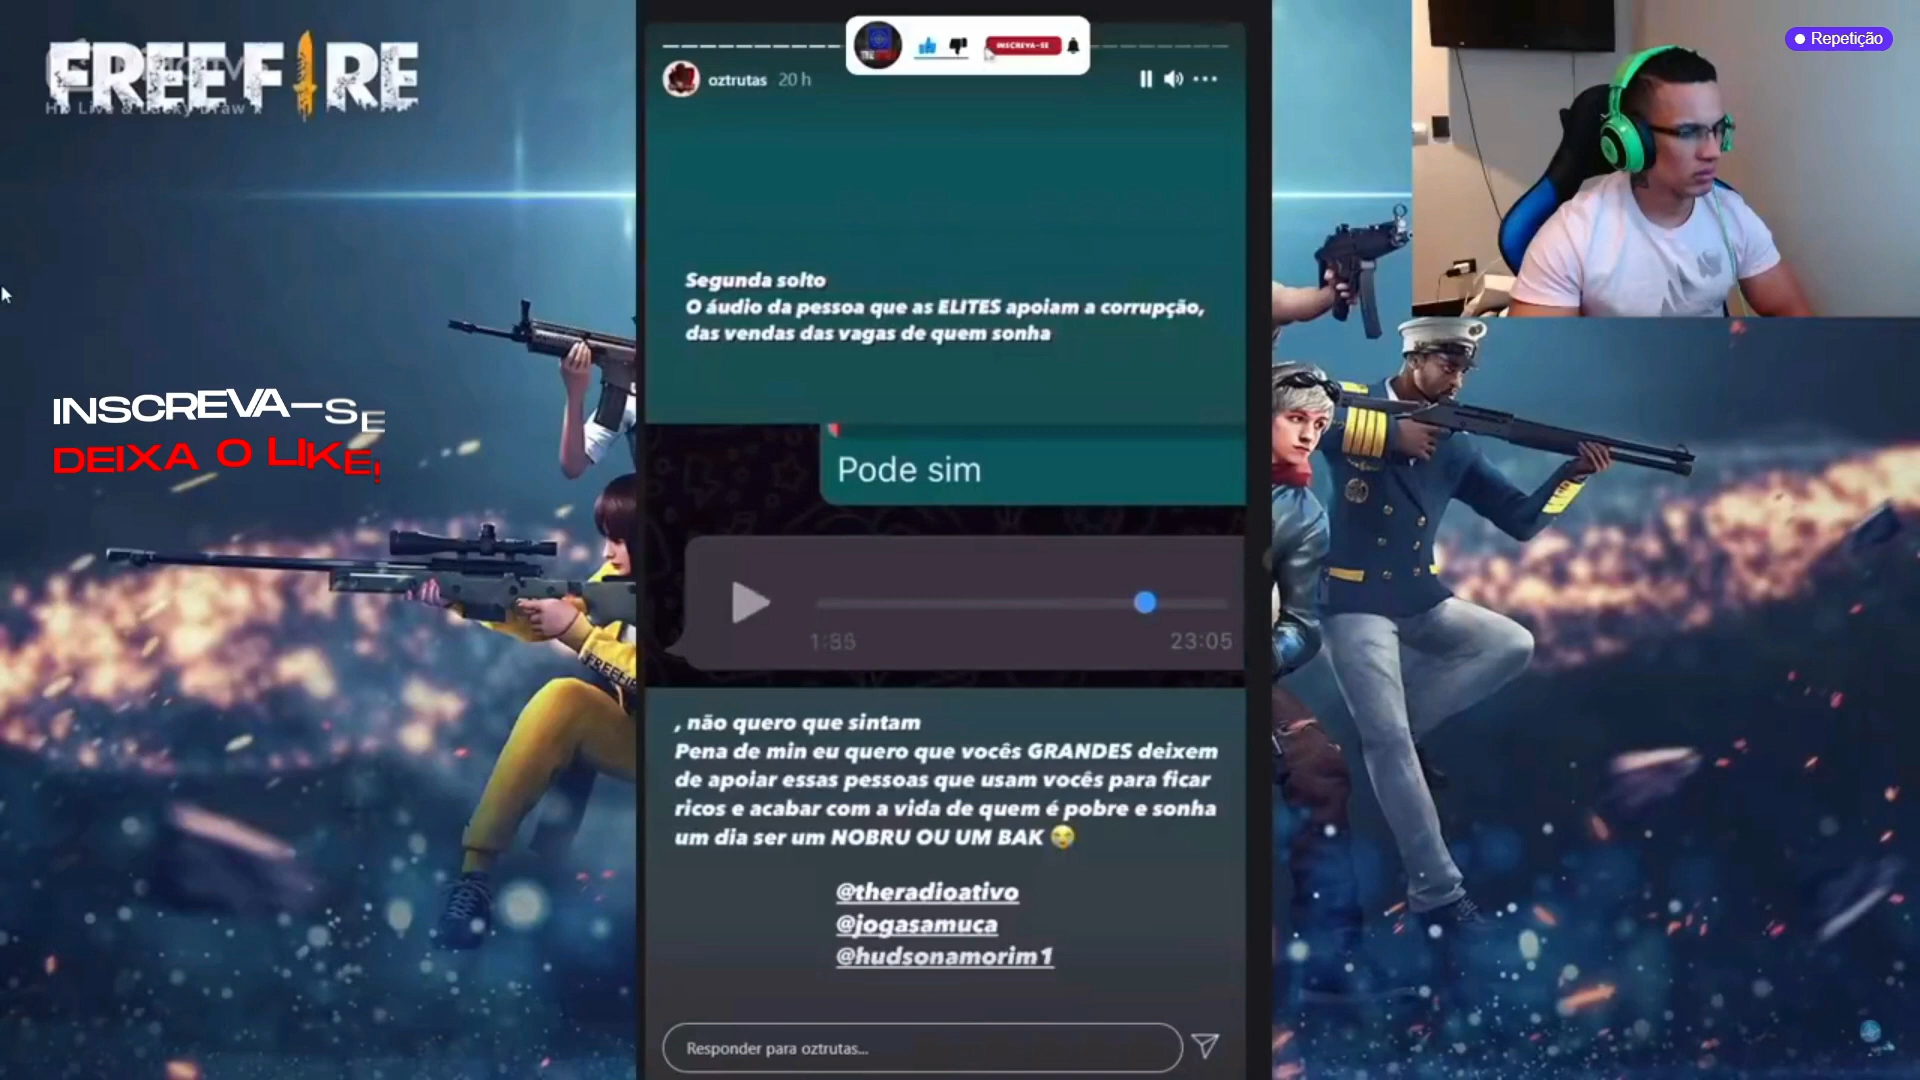 FREE FIRE
INSCREVA-SE
oztrutas 20 h
Repetição
Segunda solto
O áudio da pessoa que as ELITES apoiam a corrupção,
das vendas das vagas de quem sonha
INSCREVA-SE
DEIXA O LIKE!
Pode sim
23:05
, não quero que sintam
Pena de min eu quero que vocês GRANDES deixem
de apoiar essas pessoas que usam vocês para ficar
ricos e acabar com a vida de quem é pobre e sonha
um dia ser um NOBRU OU UM BAK 😭
@theradioativo
@jogasamuca
@hudsonamorim1
Responder para oztrutas...